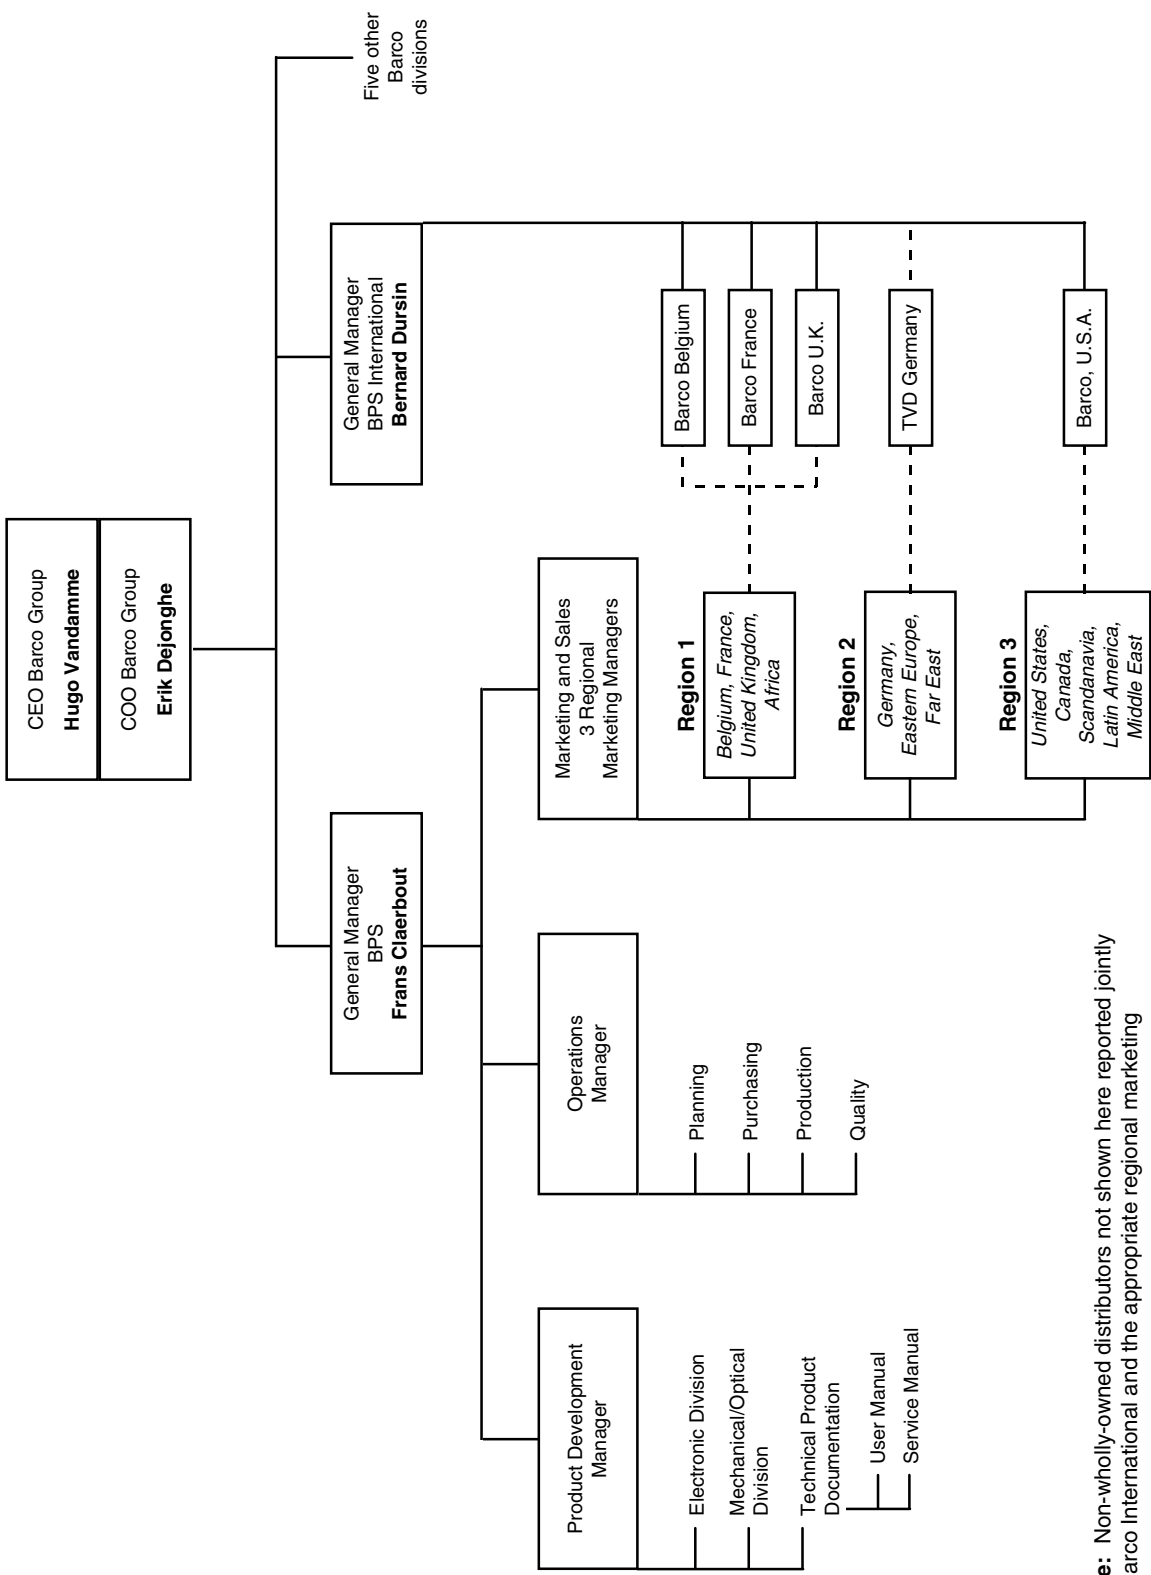 CEO Barco Group
Hugo Vandamme
COO Barco Group
Erik Dejonghe
General Manager
BPS
Frans Claerbout
General Manager
BPS International
Bernard Dursin
Five other
Barco
divisions
Product Development
Manager
Electronic Division
Mechanical/Optical
Division
Technical Product
Documentation
User Manual
Service Manual
Operations
Manager
Planning
Purchasing
Production
Quality
Marketing and Sales
3 Regional
Marketing Managers
Region 1
Belgium, France,
United Kingdom,
Africa
Region 2
Germany,
Eastern Europe,
Far East
Region 3
United States,
Canada,
Scandanavia,
Latin America,
Middle East
Barco Belgium
Barco France
Barco U.K.
TVD Germany
Barco, U.S.A.
e: Non-wholly-owned distributors not shown here reported jointly
arco International and the appropriate regional marketing